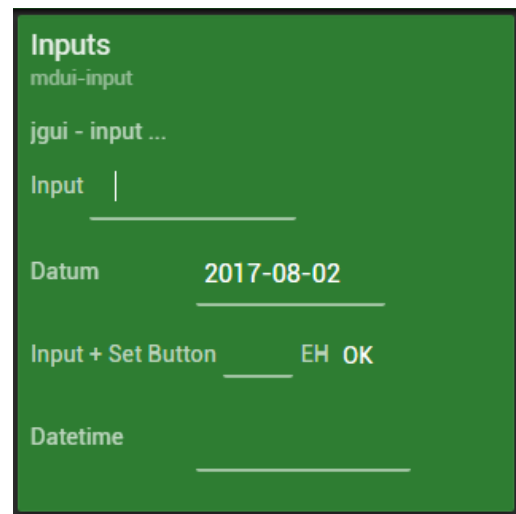 Inputs
mdui-input
jgui - input ...
Input
Datum 2017-08-02
Input + Set Button EH OK
Datetime